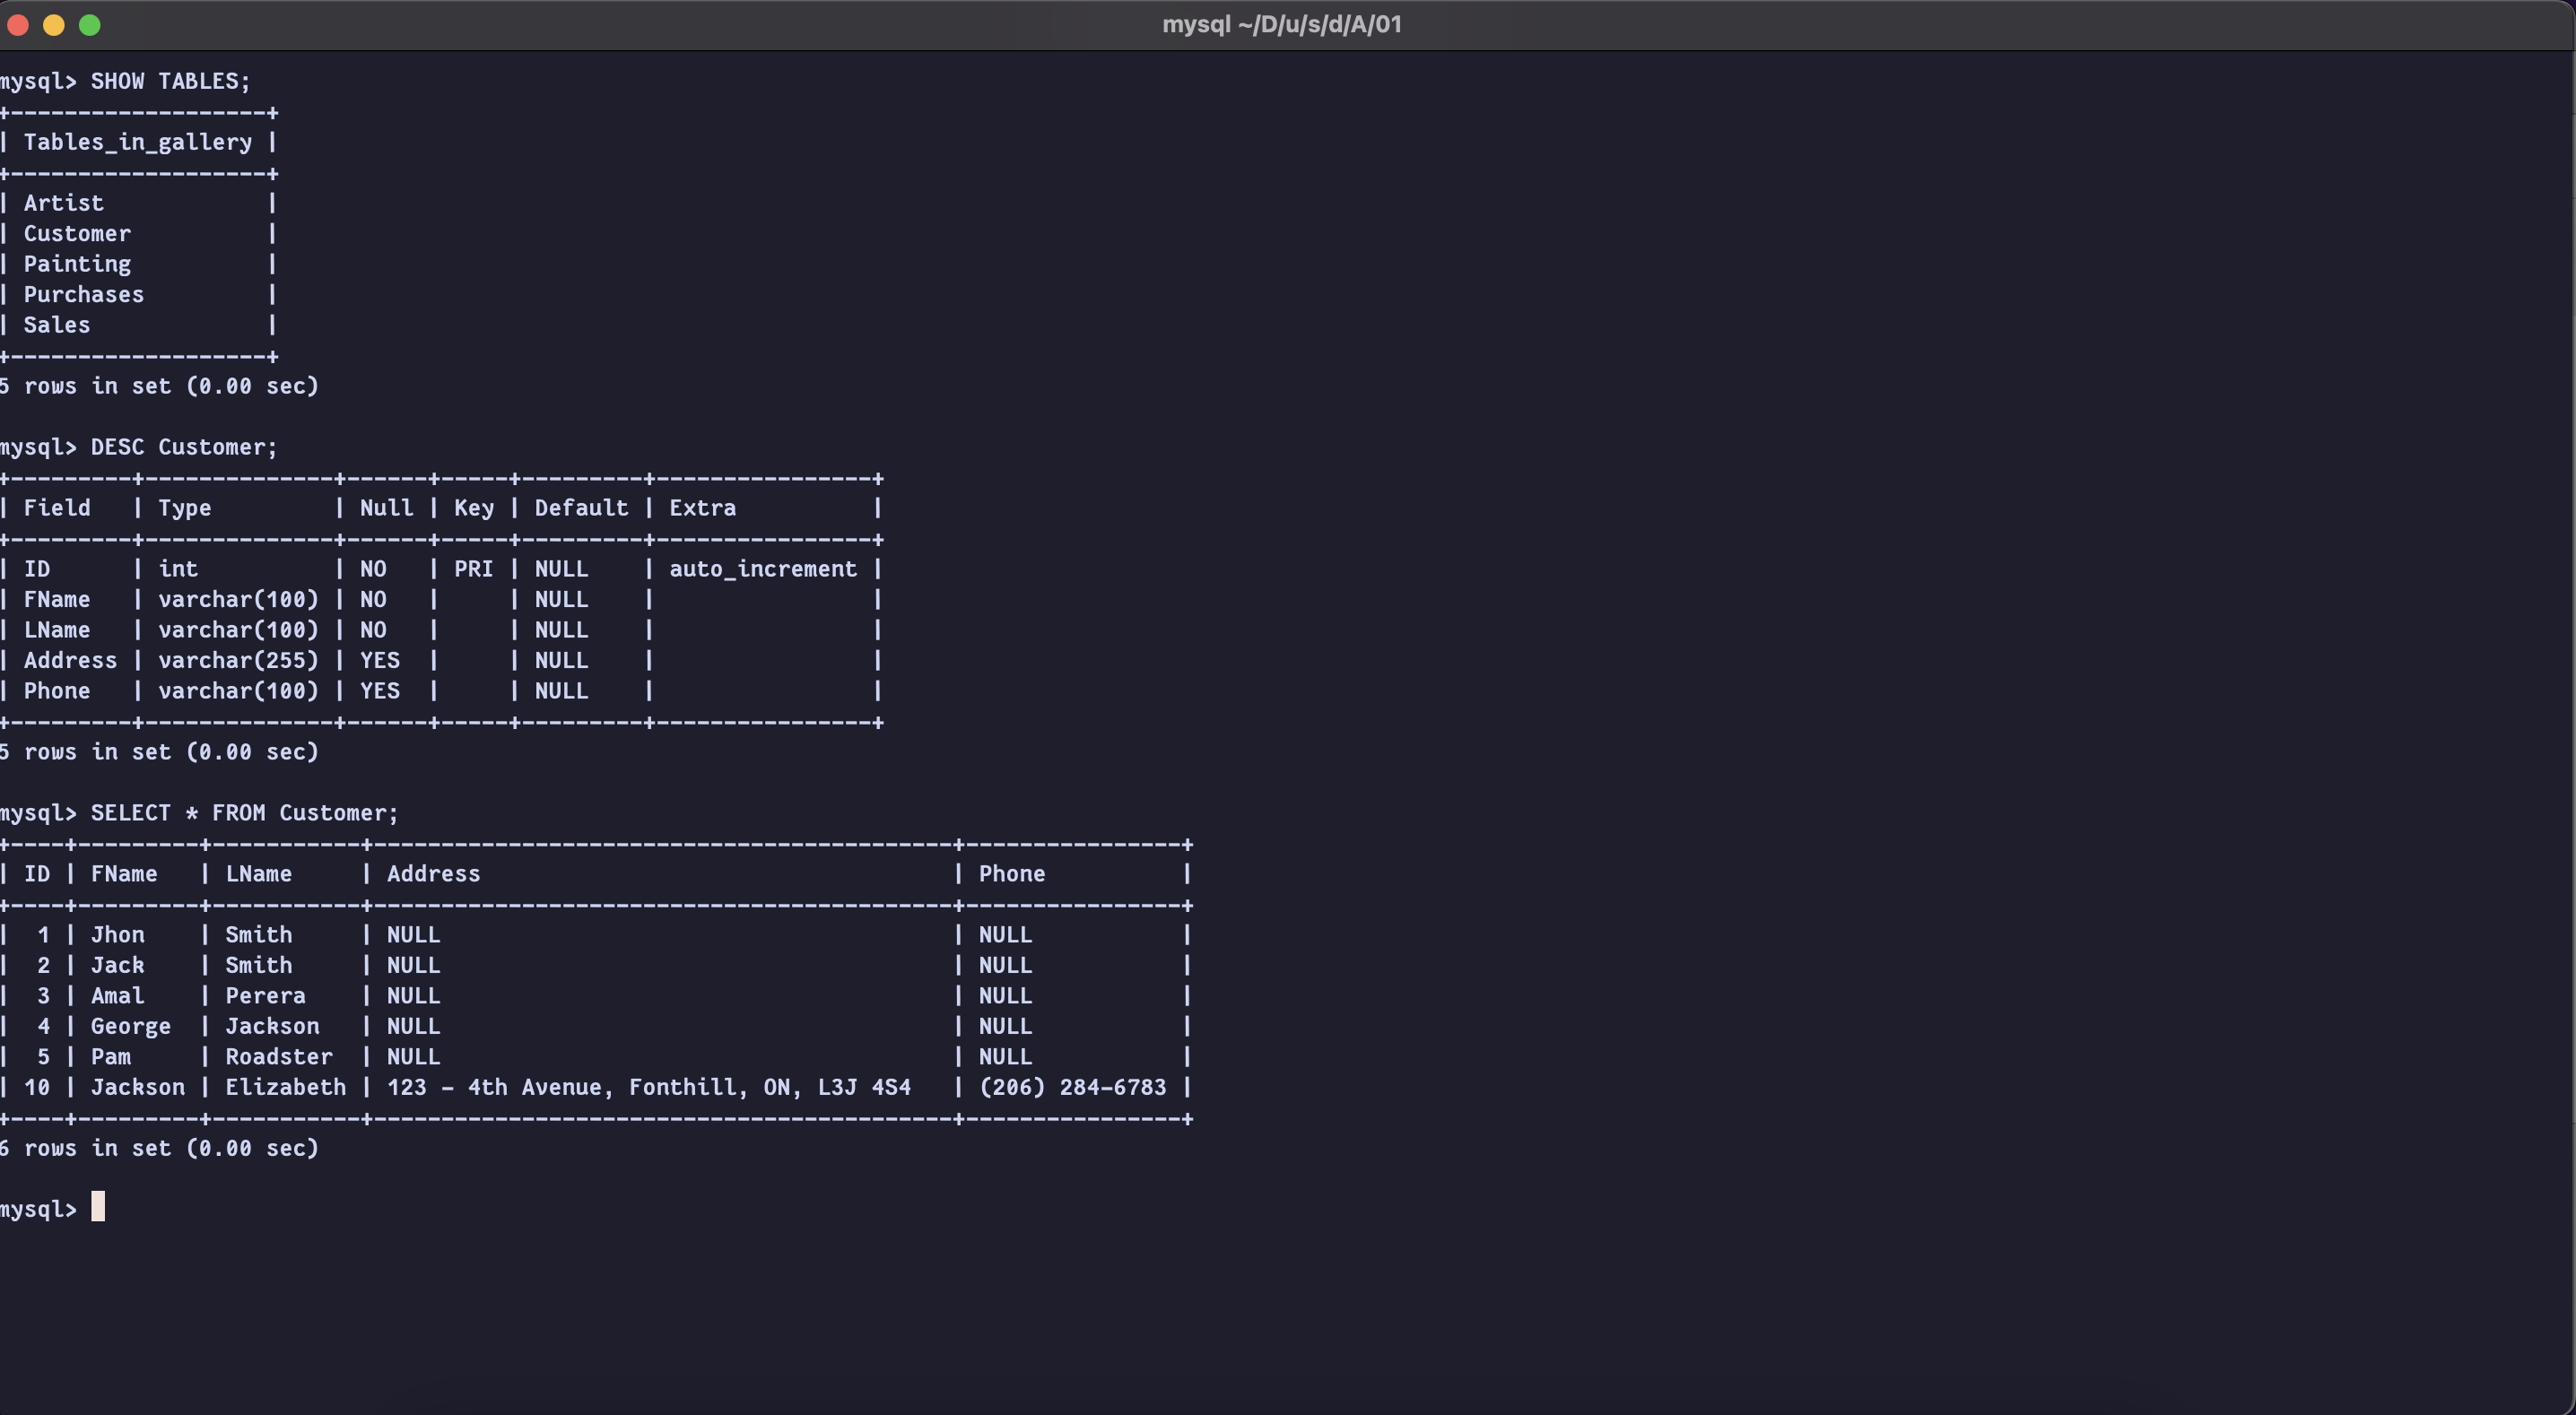 mysql ~/D/u/s/d/A/01
mysql> SHOW TABLES;
+-------------------+
| Tables_in_gallery |
+-------------------+
| Artist            |
| Customer          |
| Painting          |
| Purchases         |
| Sales             |
+-------------------+
5 rows in set (0.00 sec)

mysql> DESC Customer;
+---------+--------------+------+-----+---------+----------------+
| Field   | Type         | Null | Key | Default | Extra          |
+---------+--------------+------+-----+---------+----------------+
| ID      | int          | NO   | PRI | NULL    | auto_increment |
| FName   | varchar(100) | NO   |     | NULL    |                |
| LName   | varchar(100) | NO   |     | NULL    |                |
| Address | varchar(255) | YES  |     | NULL    |                |
| Phone   | varchar(100) | YES  |     | NULL    |                |
+---------+--------------+------+-----+---------+----------------+
5 rows in set (0.00 sec)

mysql> SELECT * FROM Customer;
+----+---------+-----------+-------------------------------------------+----------------+
| ID | FName   | LName     | Address                                   | Phone          |
+----+---------+-----------+-------------------------------------------+----------------+
|  1 | Jhon    | Smith     | NULL                                      | NULL           |
|  2 | Jack    | Smith     | NULL                                      | NULL           |
|  3 | Amal    | Perera    | NULL                                      | NULL           |
|  4 | George  | Jackson   | NULL                                      | NULL           |
|  5 | Pam     | Roadster  | NULL                                      | NULL           |
| 10 | Jackson | Elizabeth | 123 – 4th Avenue, Fonthill, ON, L3J 4S4   | (206) 284-6783 |
+----+---------+-----------+-------------------------------------------+----------------+
6 rows in set (0.00 sec)

mysql>